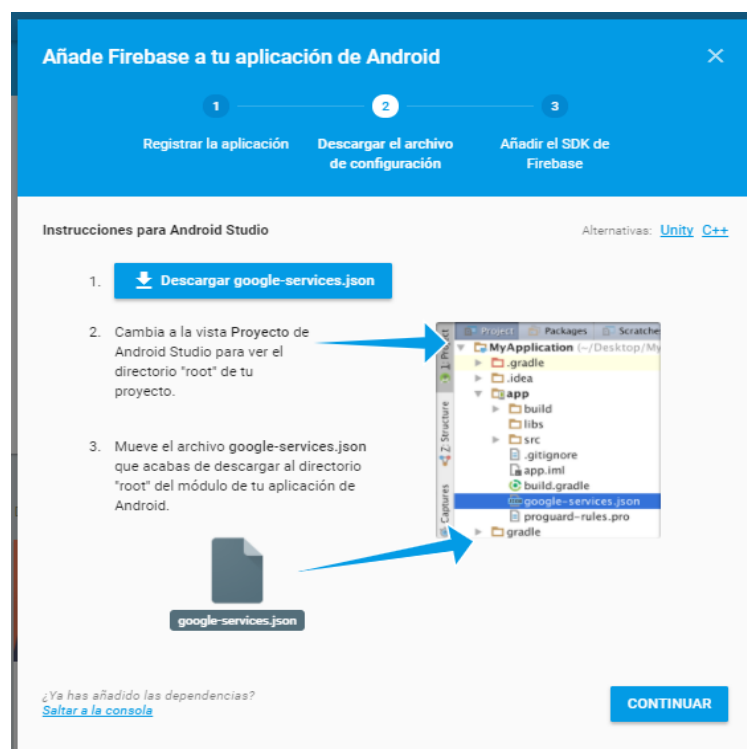 Añade Firebase a tu aplicación de Android
1
2
3
Registrar la aplicación
Descargar el archivo
de configuración
Añadir el SDK de
Firebase
Instrucciones para Android Studio
Alternativas: Unity C++
1. Descargar google-services.json
2. Cambia a la vista Proyecto de
Android Studio para ver el
directorio "root" de tu
proyecto.
3. Mueve el archivo google-services.json
que acabas de descargar al directorio
"root" del módulo de tu aplicación de
Android.
google-services.json
Project Packages Scratche
1: Project
Z: Structure
Captures
MyApplication (~/Desktop/My
.gradle
.idea
app
build
libs
src
.gitignore
app.iml
build.gradle
google-services.json
proguard-rules.pro
gradle
¿Ya has añadido las dependencias?
Saltar a la consola
CONTINUAR